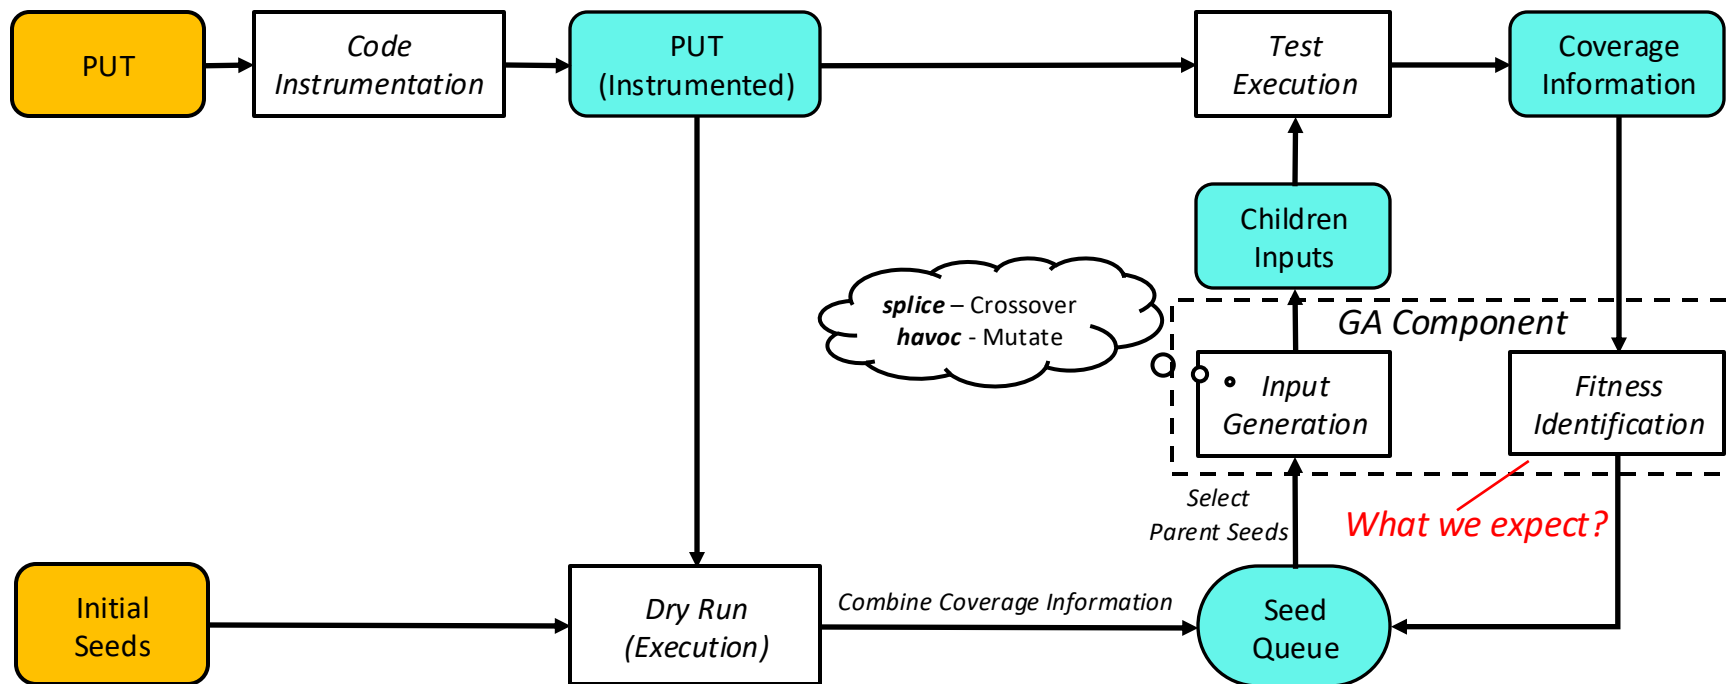 PUT
Code
Instrumentation
PUT
(Instrumented)
Test
Execution
Coverage
Information
Children
Inputs
splice – Crossover
havoc - Mutate
GA Component
Input
Generation
Fitness
Identification
Select
Parent Seeds
What we expect?
Initial
Seeds
Dry Run
(Execution)
Combine Coverage Information
Seed
Queue